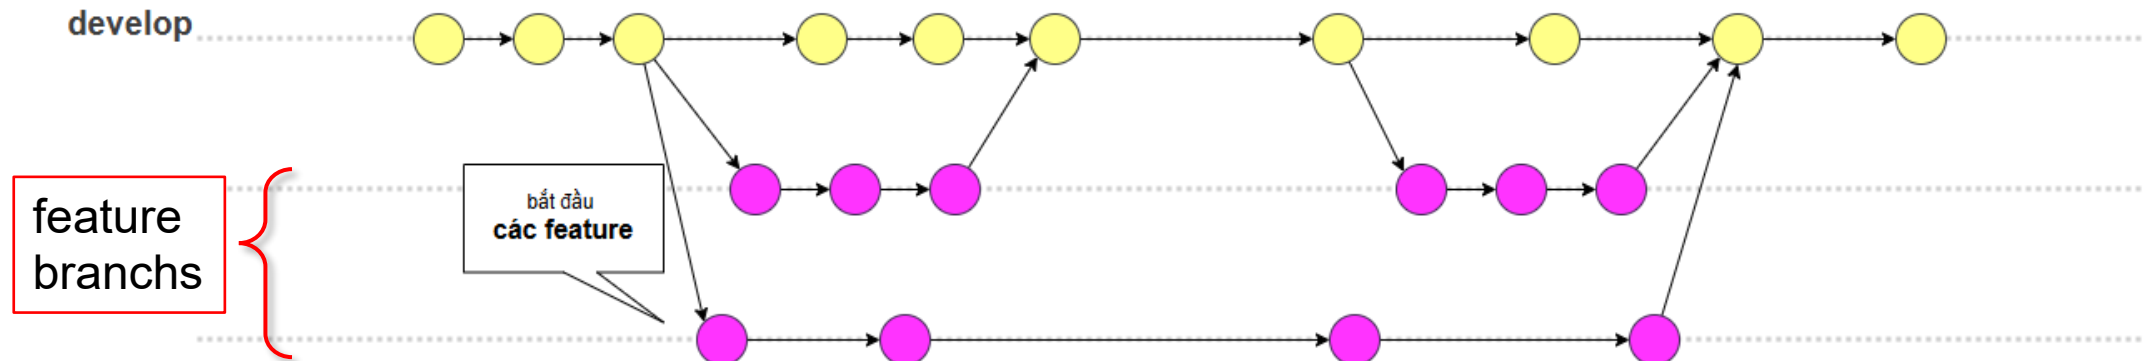 develop
feature
branchs
bắt đầu
các feature